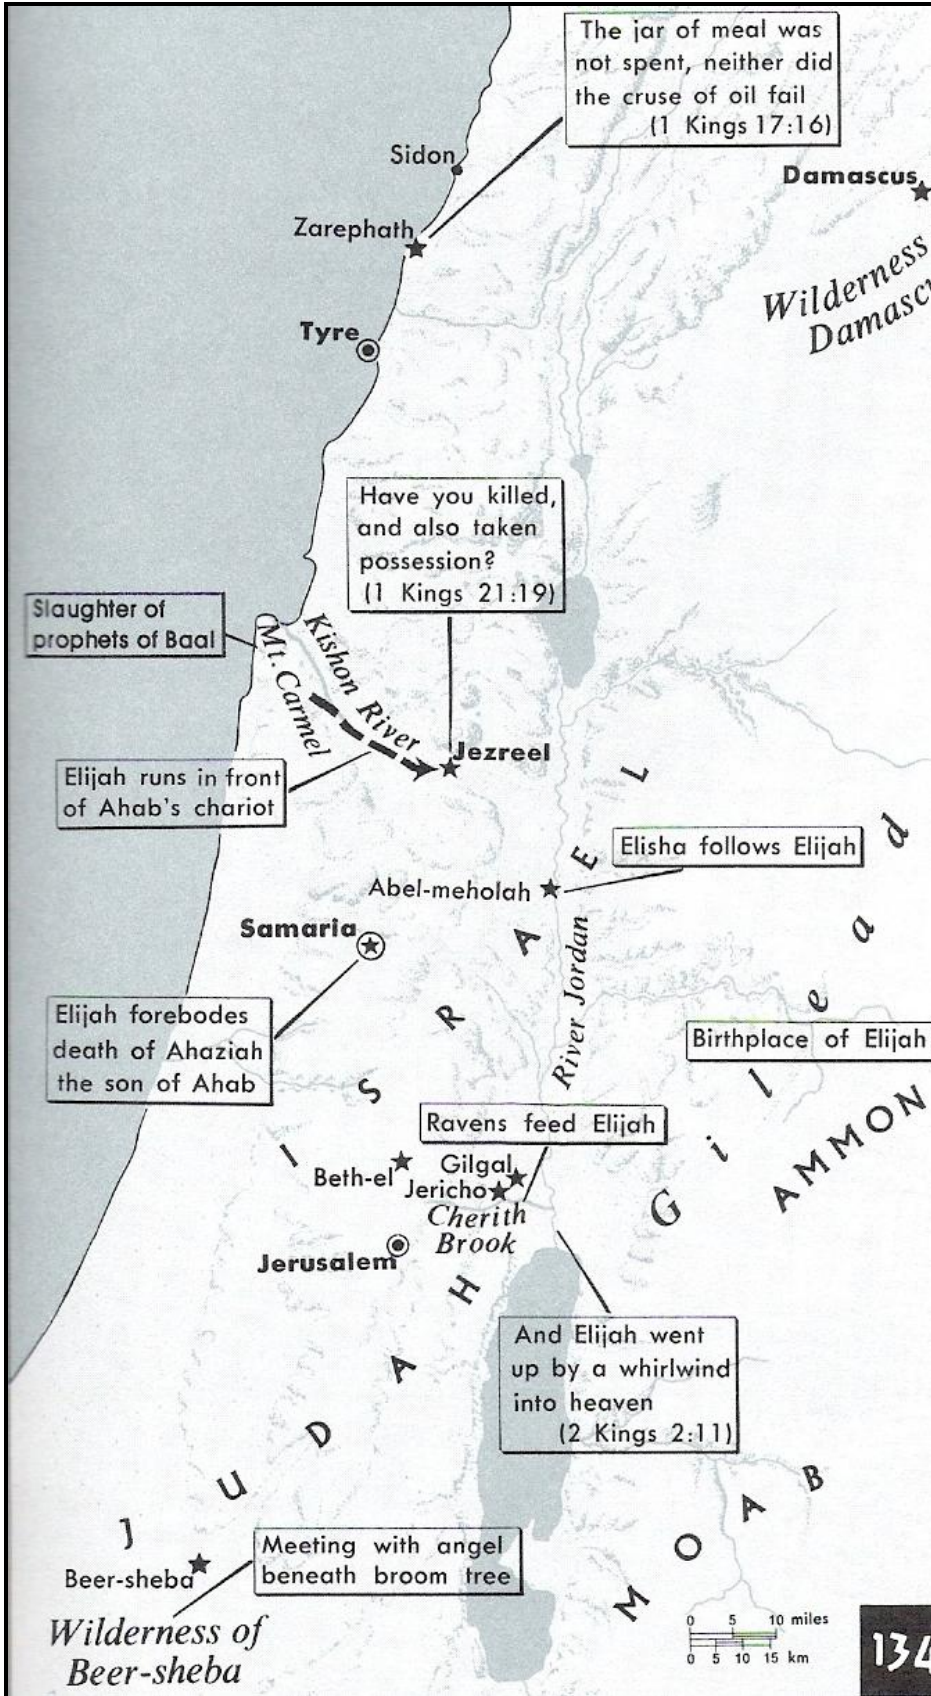 The jar of meal was
not spent, neither did
the cruse of oil fail
(1 Kings 17:16)
Sidon
Damascus
Zarephath
Wilderness
Tyre
Have you killed,
and also taken
possession?
(1 Kings 21:19)
Slaughter of
prophets of Baal
Mt. Carmel
Kishon River
Jezreel
Elijah runs in front
of Ahab's chariot
Elisha follows Elijah
Abel-meholah
Samaria
River Jordan
ISRAEL
Gilead
Elijah forebodes
death of Ahaziah
the son of Ahab
Birthplace of Elijah
AMMON
Ravens feed Elijah
Beth-el
Gilgal
Jericho
Cherith
Brook
Jerusalem
And Elijah went
up by a whirlwind
into heaven
(2 Kings 2:11)
JUDAH
MOAB
Meeting with angel
beneath broom tree
Beer-sheba
Wilderness of
Beer-sheba
0 5 10 miles
0 5 10 15 km
134